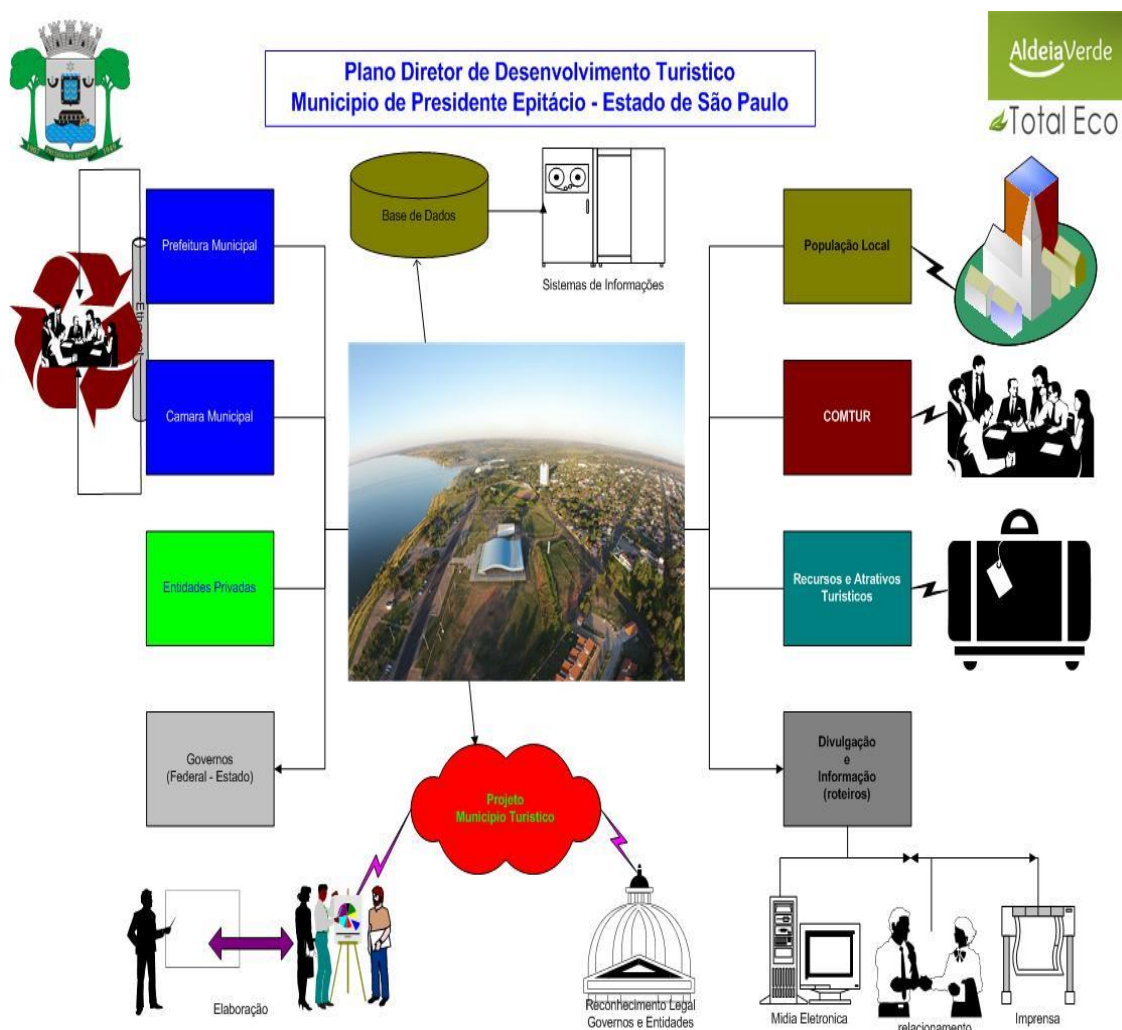 Plano Diretor de Desenvolvimento Turistico
Municipio de Presidente Epitácio - Estado de São Paulo
AldeiaVerde
Total Eco
PRESIDENTE EPITÁCIO
Prefeitura Municipal
Base de Dados
Sistemas de Informações
População Local
Camara Municipal
COMTUR
Entidades Privadas
Recursos e Atrativos
Turisticos
Governos
(Federal - Estado)
Projeto
Municipio Turistico
Divulgação
e
Informação
(roteiros)
Elaboração
Reconhecimento Legal
Governos e Entidades
Midia Eletronica
relacionamento
Imprensa